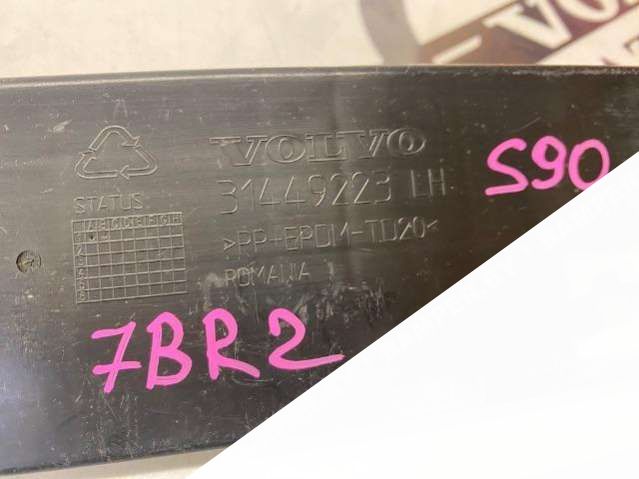 VOLVO
31449223 LH
S90
STATUS
>PP+EPDM-TD20<
ROMANIA
7BR2